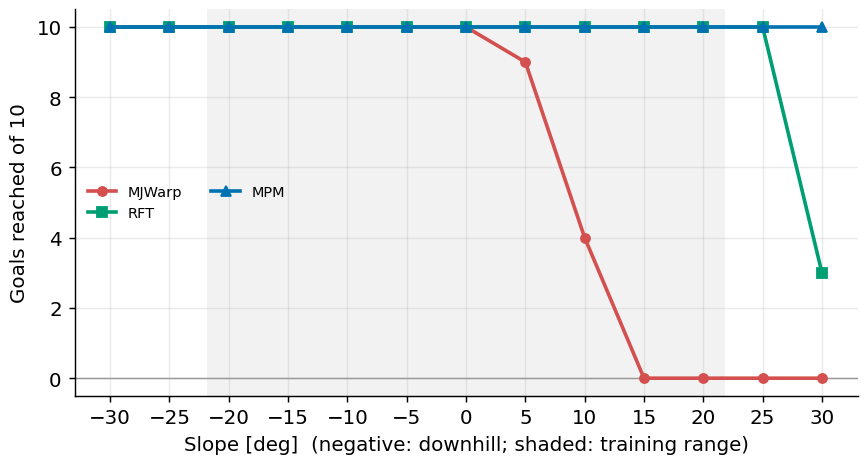 10
8
6
4
2
0
Goals reached of 10
MJWarp
RFT
MPM
−30 −25 −20 −15 −10 −5 0 5 10 15 20 25 30
Slope [deg]  (negative: downhill; shaded: training range)